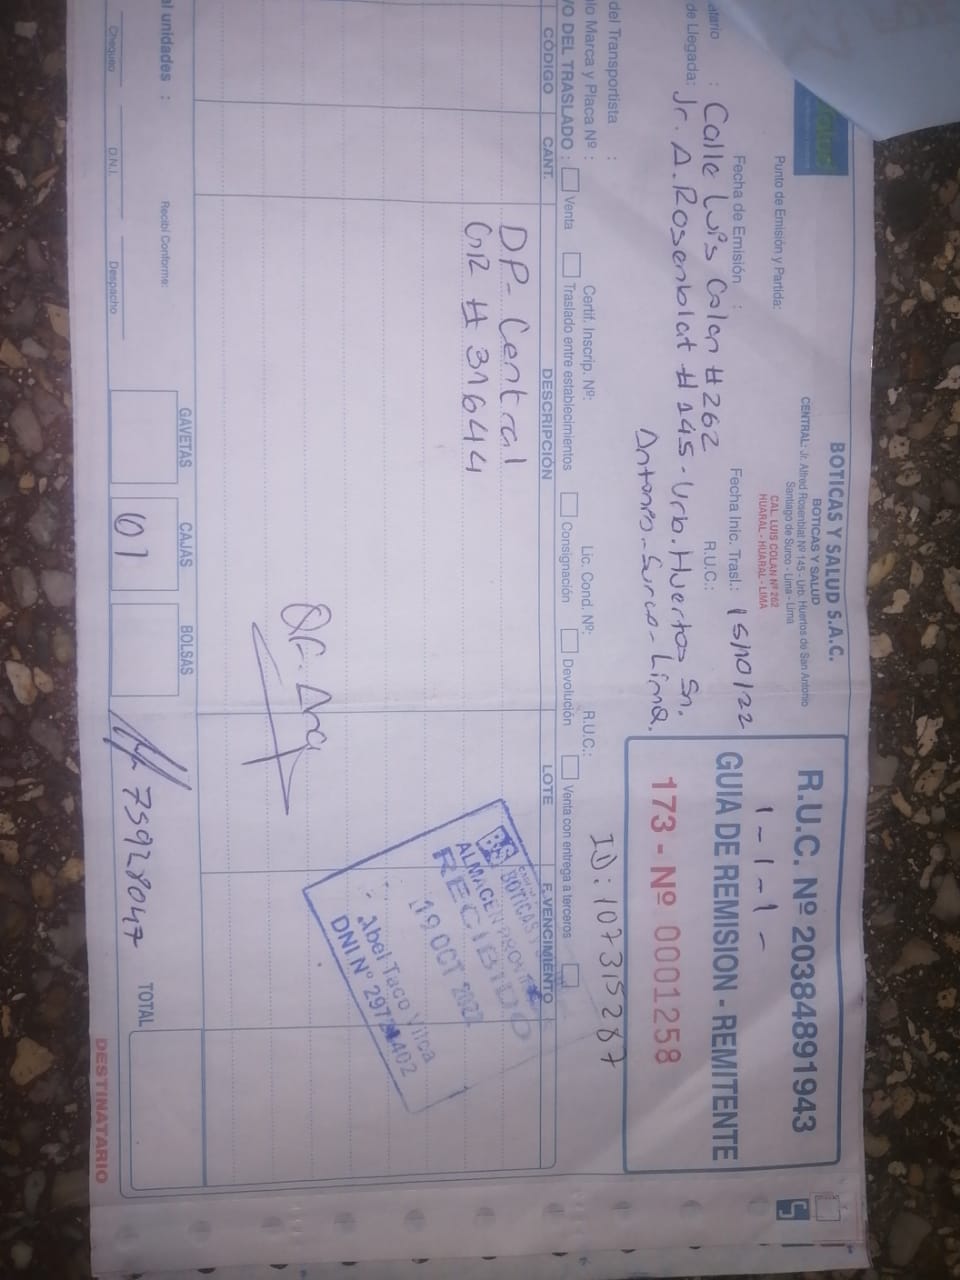 BOTICAS Y SALUD S.A.C.
BOTICAS Y SALUD
CENTRAL: Jr. Alfred Rosenblat Nº 145 - Urb. Huertos de San Antonio
Santiago de Surco - Lima - Lima
CAL. LUIS COLAN Nº 262
HUARAL - HUARAL - LIMA
R.U.C. Nº 20384891943
1 - 1 - 1 -
GUIA DE REMISION - REMITENTE
173 - Nº 0001258
Punto de Emisión y Partida:
Fecha de Emisión :
Fecha Inic. Trasl.: 15/10/22
atario : Calle Luis Colan #262
R.U.C.:
de Llegada: Jr. A. Rosenblat #145 - Urb. Huertos Sn.
Antonio - Surco - Lima.
ID: 107315287
del Transportista :
Certif. Inscrip. Nº:
Lic. Cond. Nº:
R.U.C.:
lo Marca y Placa Nº :
VO DEL TRASLADO : Venta Traslado entre establecimientos Consignación Devolución Venta con entrega a terceros
CÓDIGO CANT. DESCRIPCIÓN LOTE F. VENCIMIENTO
DP- Central
GR # 31644
BOTICAS
ALMACEN
RECIBIDO
19 OCT
Abel Taco Vilca
DNI Nº
QF. Ana
al unidades :
Recibí Conforme:
GAVETAS CAJAS BOLSAS
01
75928047
TOTAL
Chequeo D.N.I. Despacho
DESTINATARIO